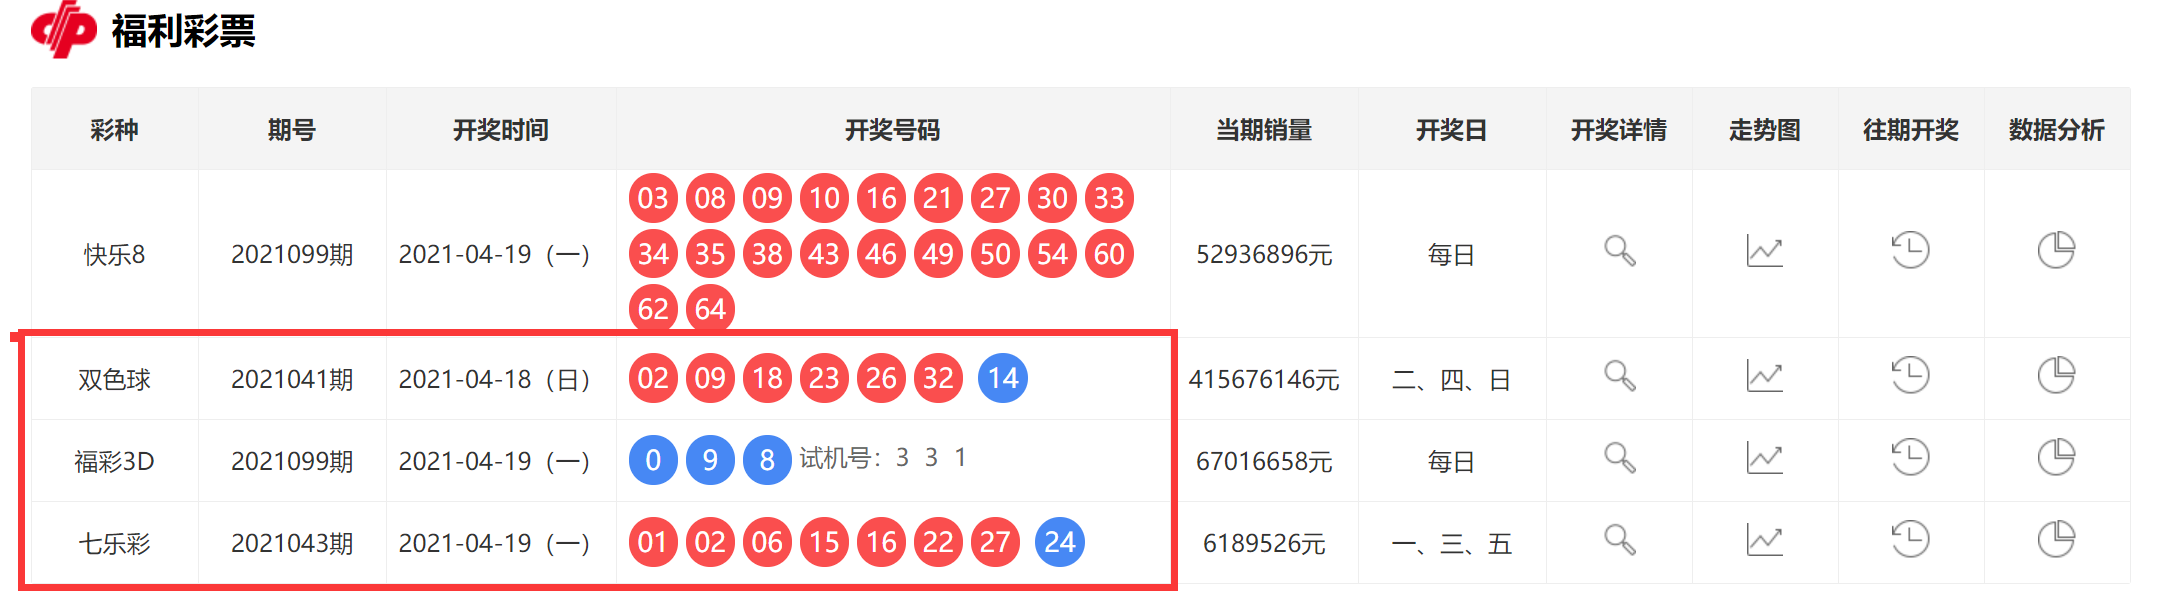 福利彩票
彩种 期号 开奖时间 开奖号码 当期销量 开奖日 开奖详情 走势图 往期开奖 数据分析
快乐8 2021099期 2021-04-19（一） 03 08 09 10 16 21 27 30 33
34 35 38 43 46 49 50 54 60
62 64 52936896元 每日
双色球 2021041期 2021-04-18（日） 02 09 18 23 26 32 14 415676146元 二、四、日
福彩3D 2021099期 2021-04-19（一） 0 9 8 试机号：3 3 1 67016658元 每日
七乐彩 2021043期 2021-04-19（一） 01 02 06 15 16 22 27 24 6189526元 一、三、五